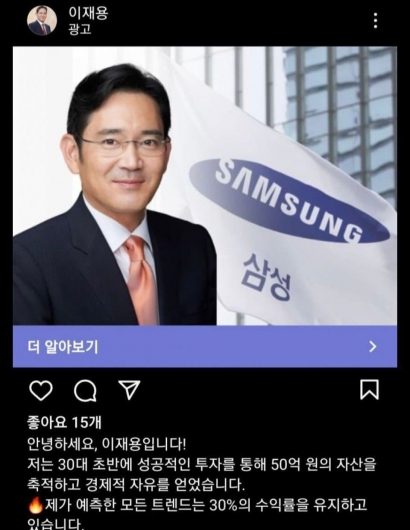 이재용
광고
SAMSUNG
삼성
더 알아보기
좋아요 15개
안녕하세요, 이재용입니다!
저는 30대 초반에 성공적인 투자를 통해 50억 원의 자산을
축적하고 경제적 자유를 얻었습니다.
🔥제가 예측한 모든 트렌드는 30%의 수익률을 유지하고
있습니다.